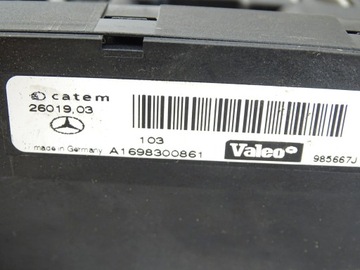 catem
26019.03
103
made in Germany A1698300861 Valeo 985667J